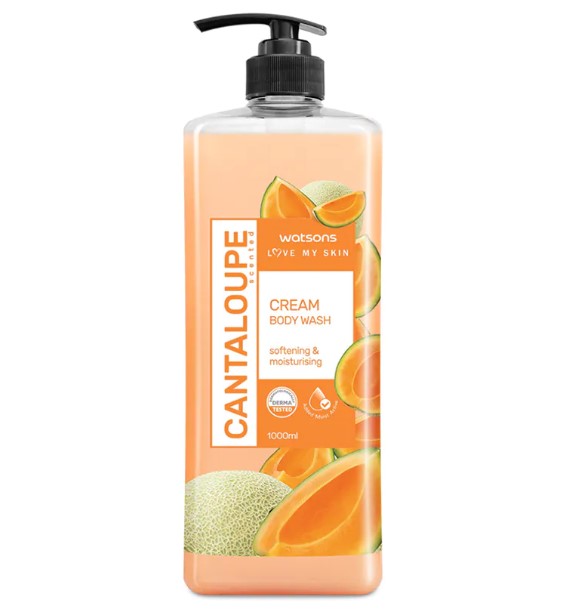 CANTALOUPE
scented
watsons
LOVE MY SKIN
CREAM
BODY WASH
softening &
moisturising
DERMA
TESTED
1000ml